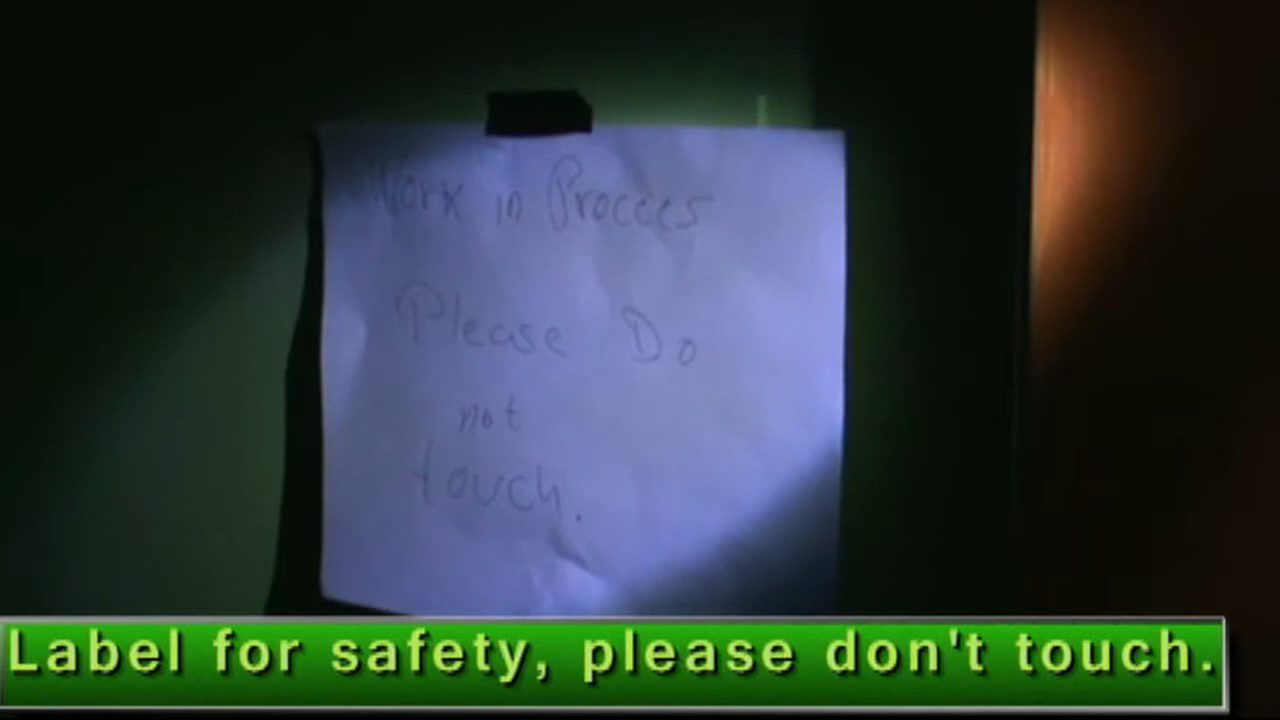 Work in Procces
Please Do
not
touch.
Label for safety, please don't touch.